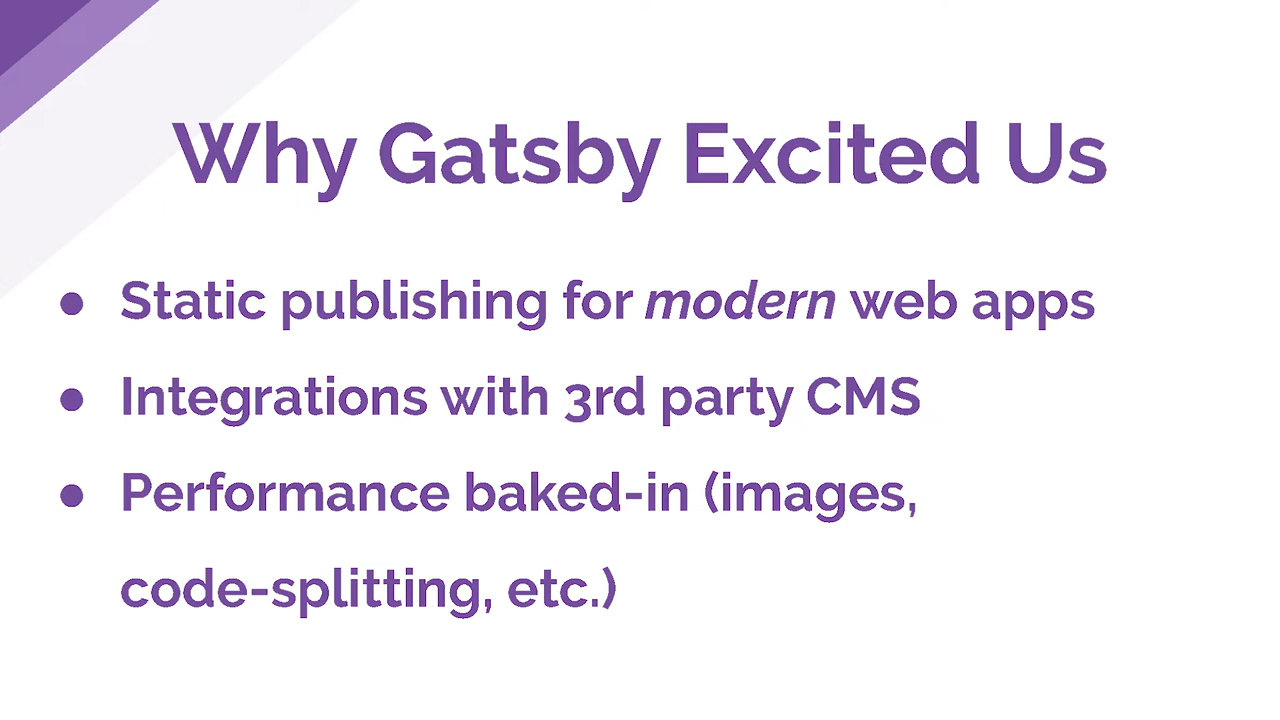 Why Gatsby Excited Us
● Static publishing for modern web apps
● Integrations with 3rd party CMS
● Performance baked-in (images,
code-splitting, etc.)